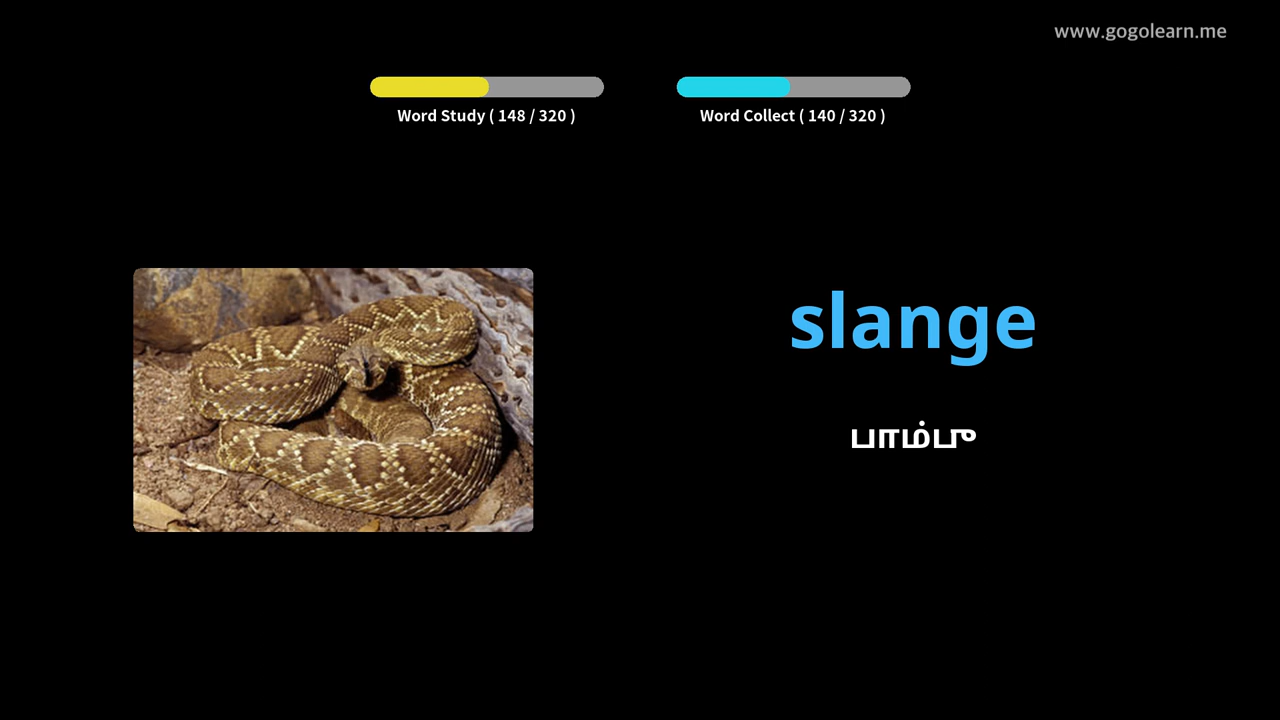 www.gogolearn.me
Word Study ( 148 / 320 )
Word Collect ( 140 / 320 )
slange
பாம்பு